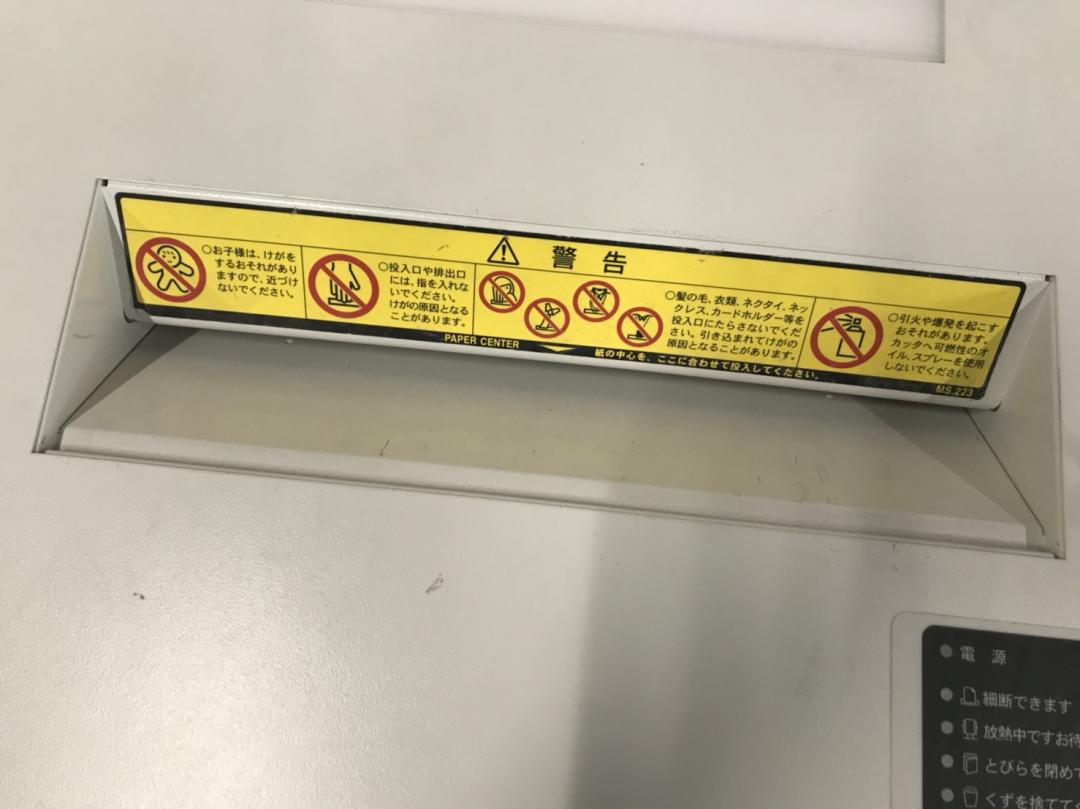 警告
○お子様は、けがを
するおそれがあり
ますので、近づけ
ないでください。
○投入口や排出口
には、指を入れな
いでください。
けがの原因となる
ことがあります。
○髪の毛、衣類、ネクタイ、ネッ
クレス、カードホルダー等を
投入口にたらさないでくだ
さい。引き込まれてけがの
原因となることがあります。
○引火や爆発を起こす
おそれがあります。
カッタへ可燃性のオ
イル、スプレーを使用
しないでください。
PAPER CENTER
紙の中心を、ここに合わせて投入してください。
MS.223
電源
細断できます
放熱中ですお待
とびらを閉めて
くずを捨てて